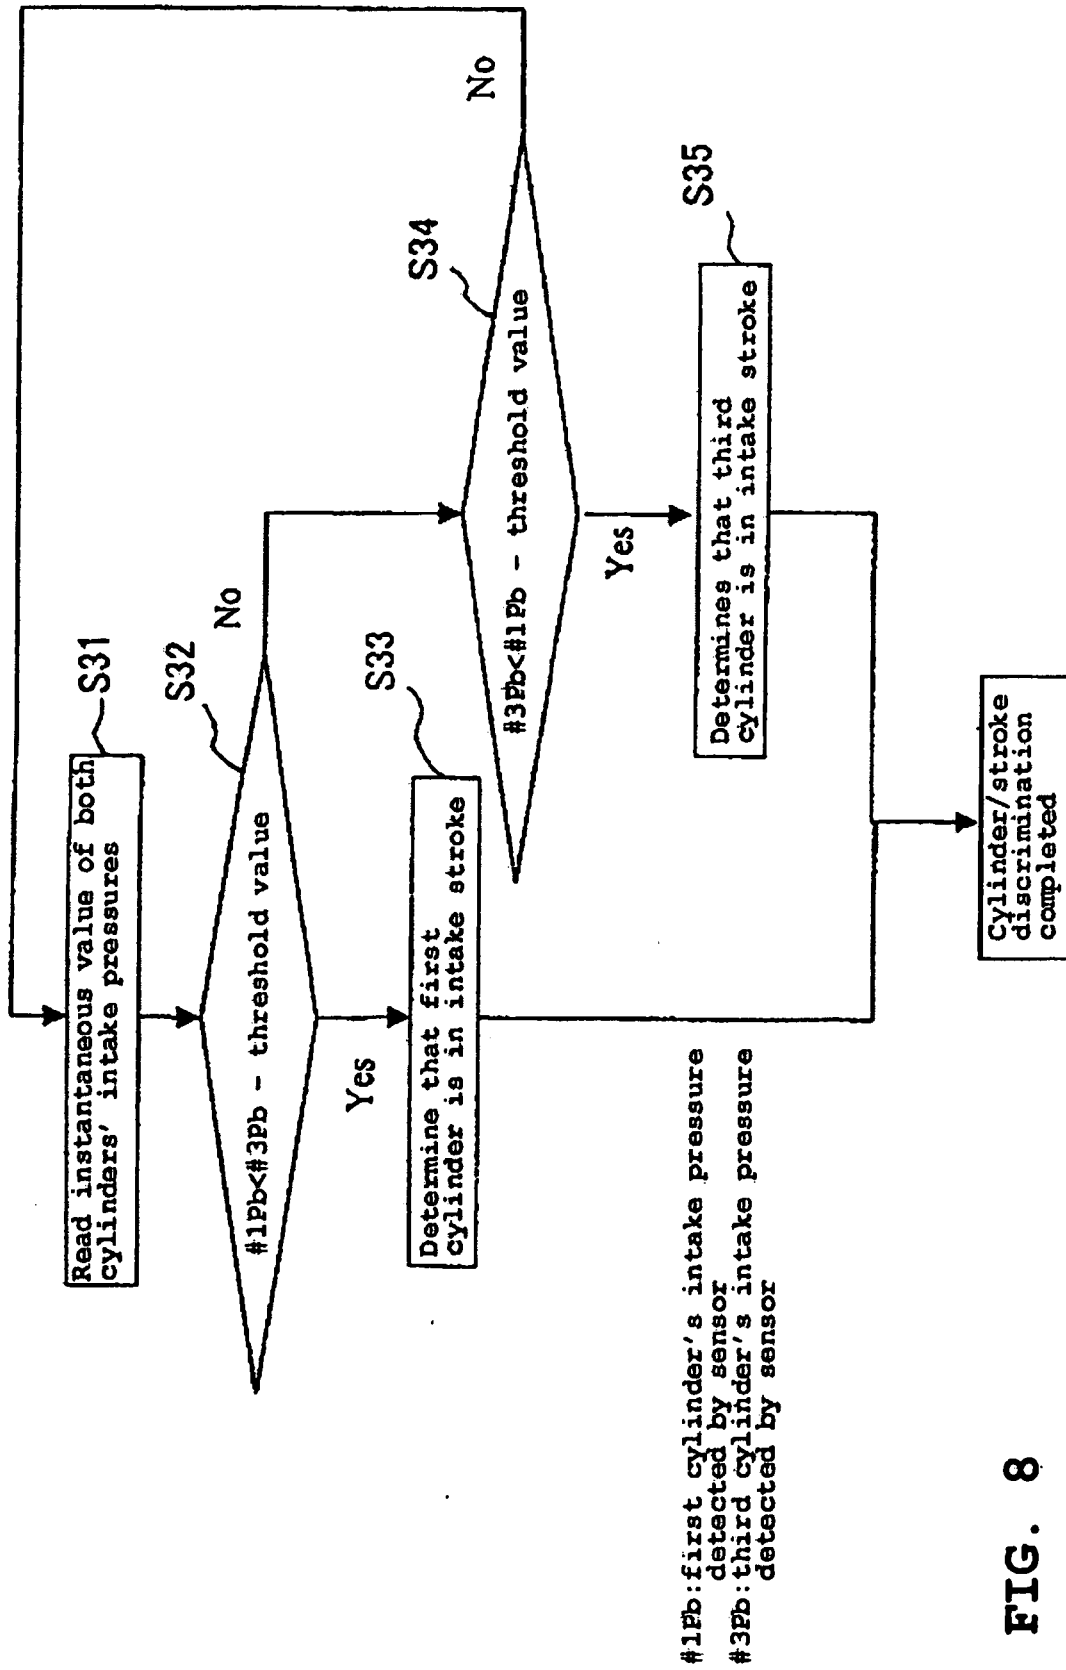 Read instantaneous value of both
cylinders' intake pressures
S31
#1Pb<#3Pb - threshold value
S32
No
Yes
Determine that first
cylinder is in intake stroke
S33
#3Pb<#1Pb - threshold value
S34
No
Yes
Determines that third
cylinder is in intake stroke
S35
Cylinder/stroke
discrimination
completed
#1Pb:first cylinder's intake pressure
detected by sensor
#3Pb:third cylinder's intake pressure
detected by sensor
FIG. 8